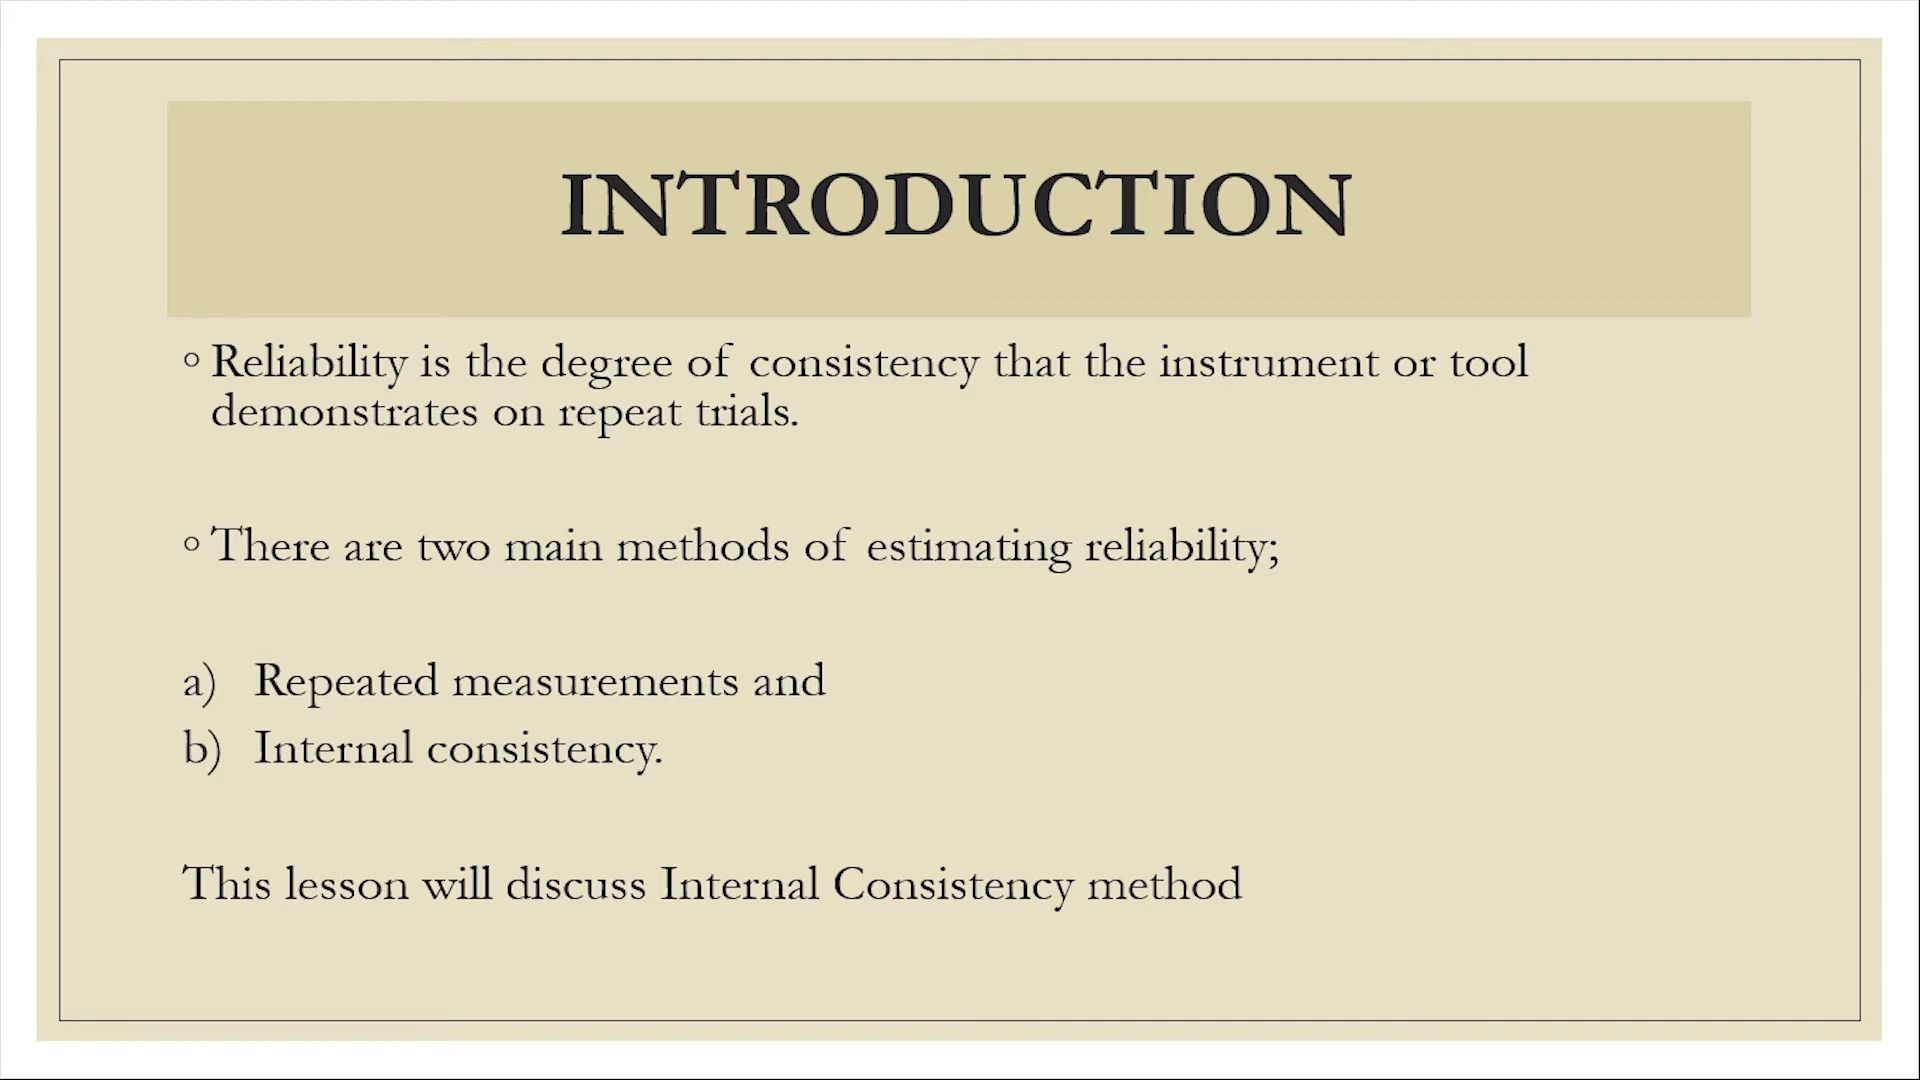 INTRODUCTION
◦ Reliability is the degree of consistency that the instrument or tool
demonstrates on repeat trials.
◦ There are two main methods of estimating reliability;
a) Repeated measurements and
b) Internal consistency.
This lesson will discuss Internal Consistency method